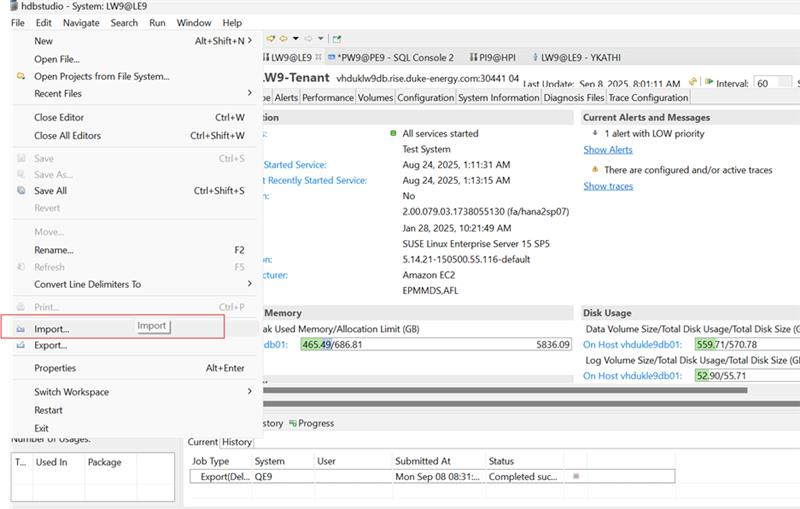 hdbstudio - System: LW9@LE9
File Edit Navigate Search Run Window Help
New Alt+Shift+N >
Open File...
Open Projects from File System...
Recent Files >
Close Editor Ctrl+W
Close All Editors Ctrl+Shift+W
Save Ctrl+S
Save As...
Save All Ctrl+Shift+S
Revert
Move...
Rename... F2
Refresh F5
Convert Line Delimiters To >
Print... Ctrl+P
Import... Import
Export...
Properties Alt+Enter
Switch Workspace >
Restart
Exit
LW9@LE9 *PW9@PE9 - SQL Console 2 PI9@HPI LW9@LE9 - YKATHI
LW9-Tenant vhduklw9db.rise.duke-energy.com:30441 04 Last Update: Sep 8, 2025, 8:01:11 AM Interval: 60
Alerts Performance Volumes Configuration System Information Diagnosis Files Trace Configuration
Current Alerts and Messages
All services started
1 alert with LOW priority
Test System
Show Alerts
Started Service: Aug 24, 2025, 1:11:31 AM
There are configured and/or active traces
t Recently Started Service: Aug 24, 2025, 1:13:15 AM
Show traces
No
2.00.079.03.1738055130 (fa/hana2sp07)
Jan 28, 2025, 10:21:49 AM
SUSE Linux Enterprise Server 15 SP5
5.14.21-150500.55.116-default
cturer: Amazon EC2
EPMMDS,AFL
Memory
Disk Usage
ak Used Memory/Allocation Limit (GB)
Data Volume Size/Total Disk Usage/Total Disk Size
db01: 465.49/686.81 5836.09
On Host vhdukle9db01: 559.71/570.78
Log Volume Size/Total Disk Usage/Total Disk Si
On Host vhdukle9db01: 52.90/55.71
story Progress
Number of Usages:
Current History
T... Used In Package
Job Type System User Submitted At Status
Export(Del... QE9 Mon Sep 08 08:31:... Completed suc...